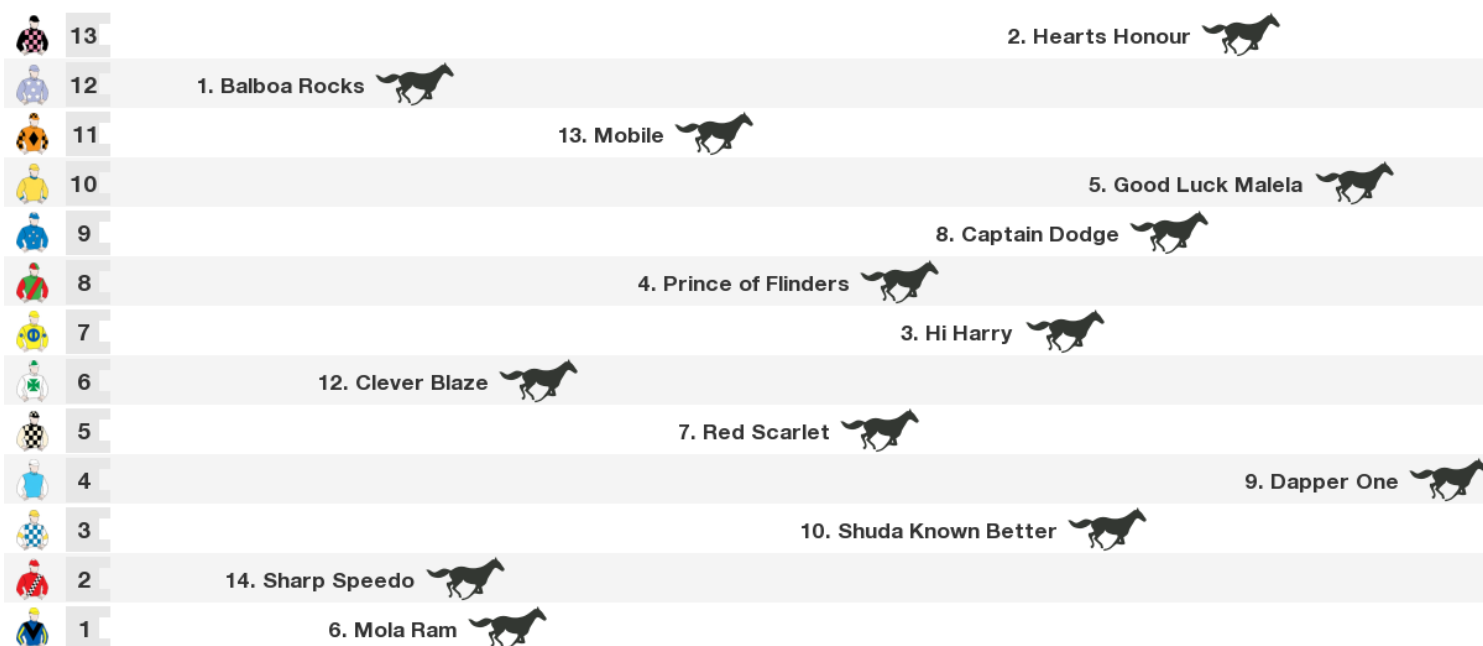 13 2. Hearts Honour
12 1. Balboa Rocks
11 13. Mobile
10 5. Good Luck Malela
9 8. Captain Dodge
8 4. Prince of Flinders
7 3. Hi Harry
6 12. Clever Blaze
5 7. Red Scarlet
4 9. Dapper One
3 10. Shuda Known Better
2 14. Sharp Speedo
1 6. Mola Ram